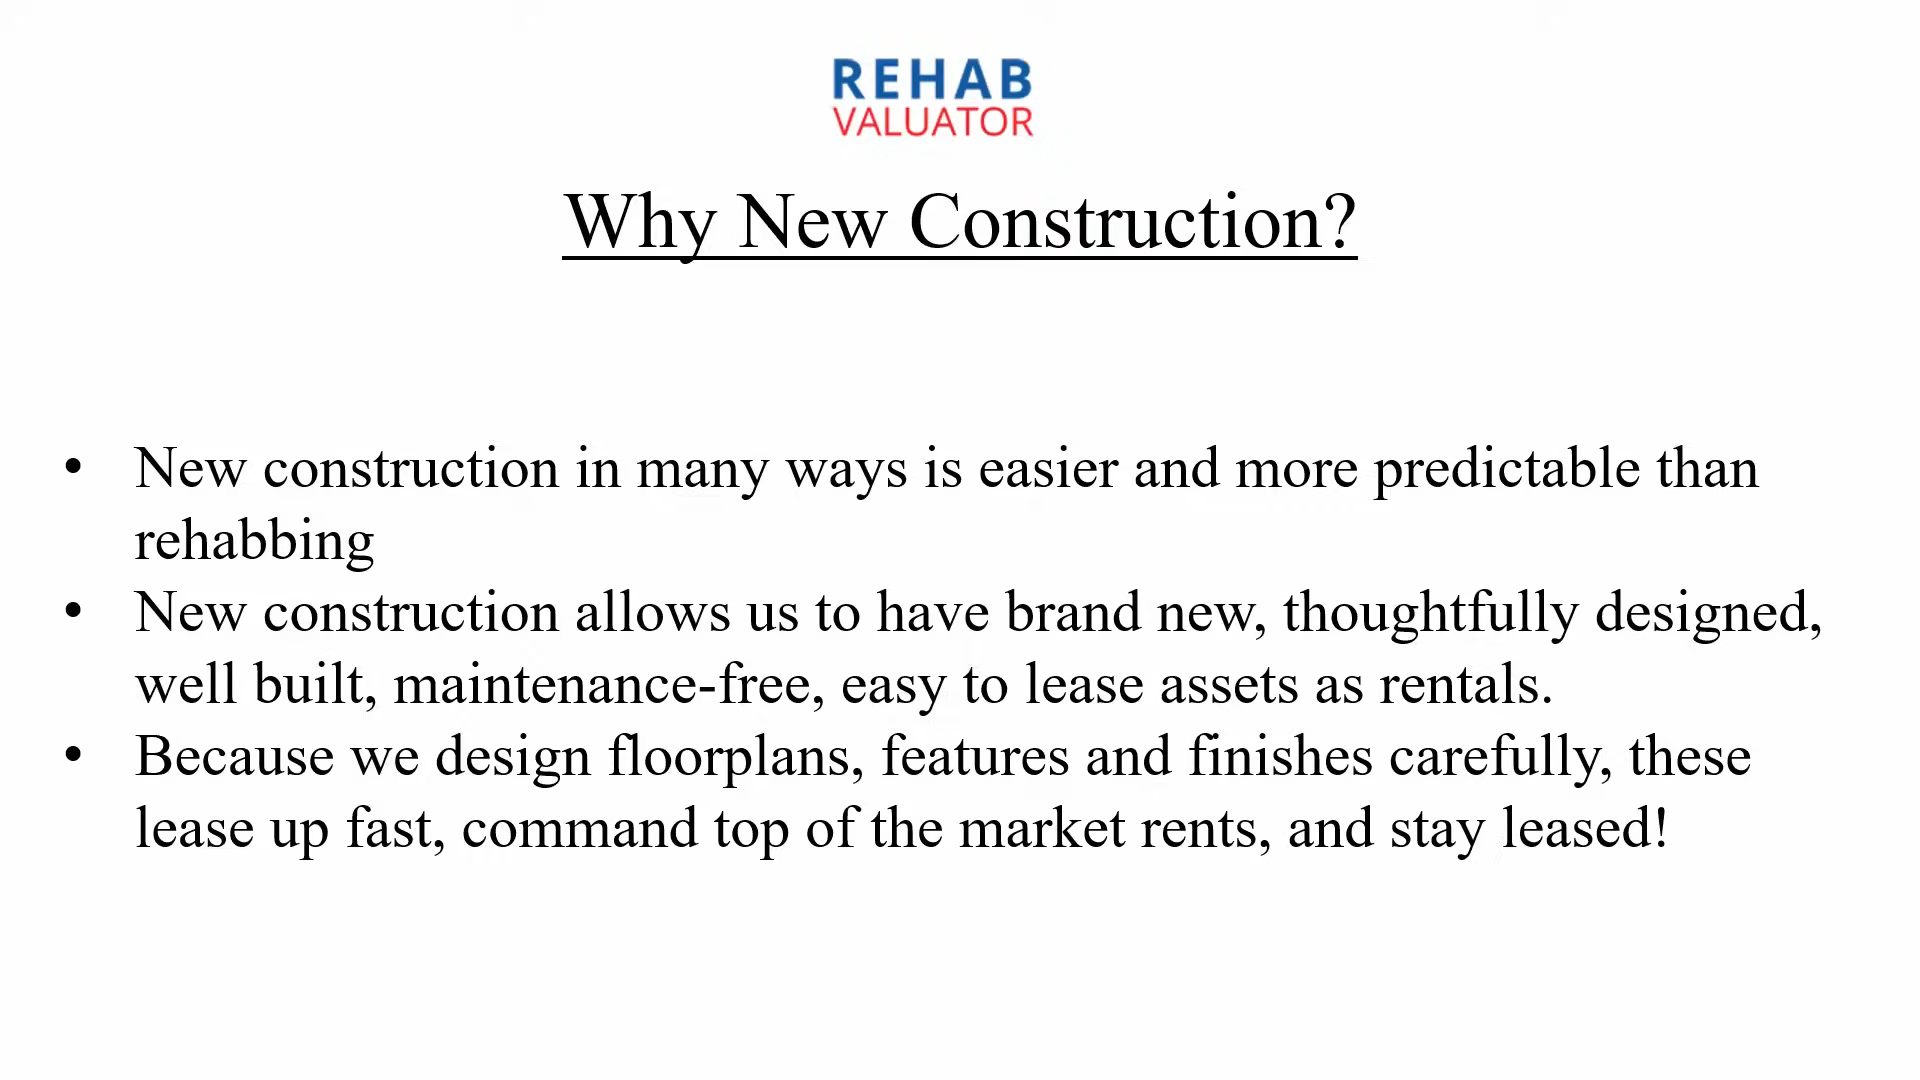 REHAB
VALUATOR
Why New Construction?
• New construction in many ways is easier and more predictable than
rehabbing
• New construction allows us to have brand new, thoughtfully designed,
well built, maintenance-free, easy to lease assets as rentals.
• Because we design floorplans, features and finishes carefully, these
lease up fast, command top of the market rents, and stay leased!